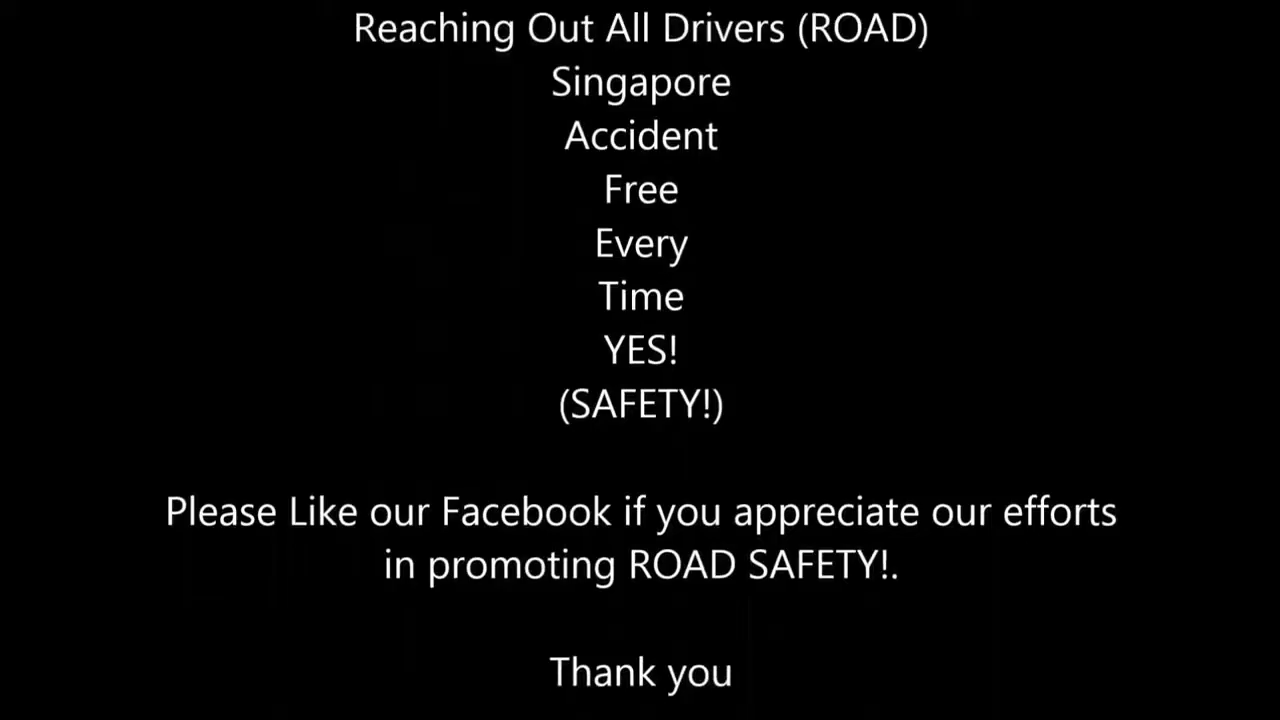 Reaching Out All Drivers (ROAD)
Singapore
Accident
Free
Every
Time
YES!
(SAFETY!)
Please Like our Facebook if you appreciate our efforts
in promoting ROAD SAFETY!.
Thank you